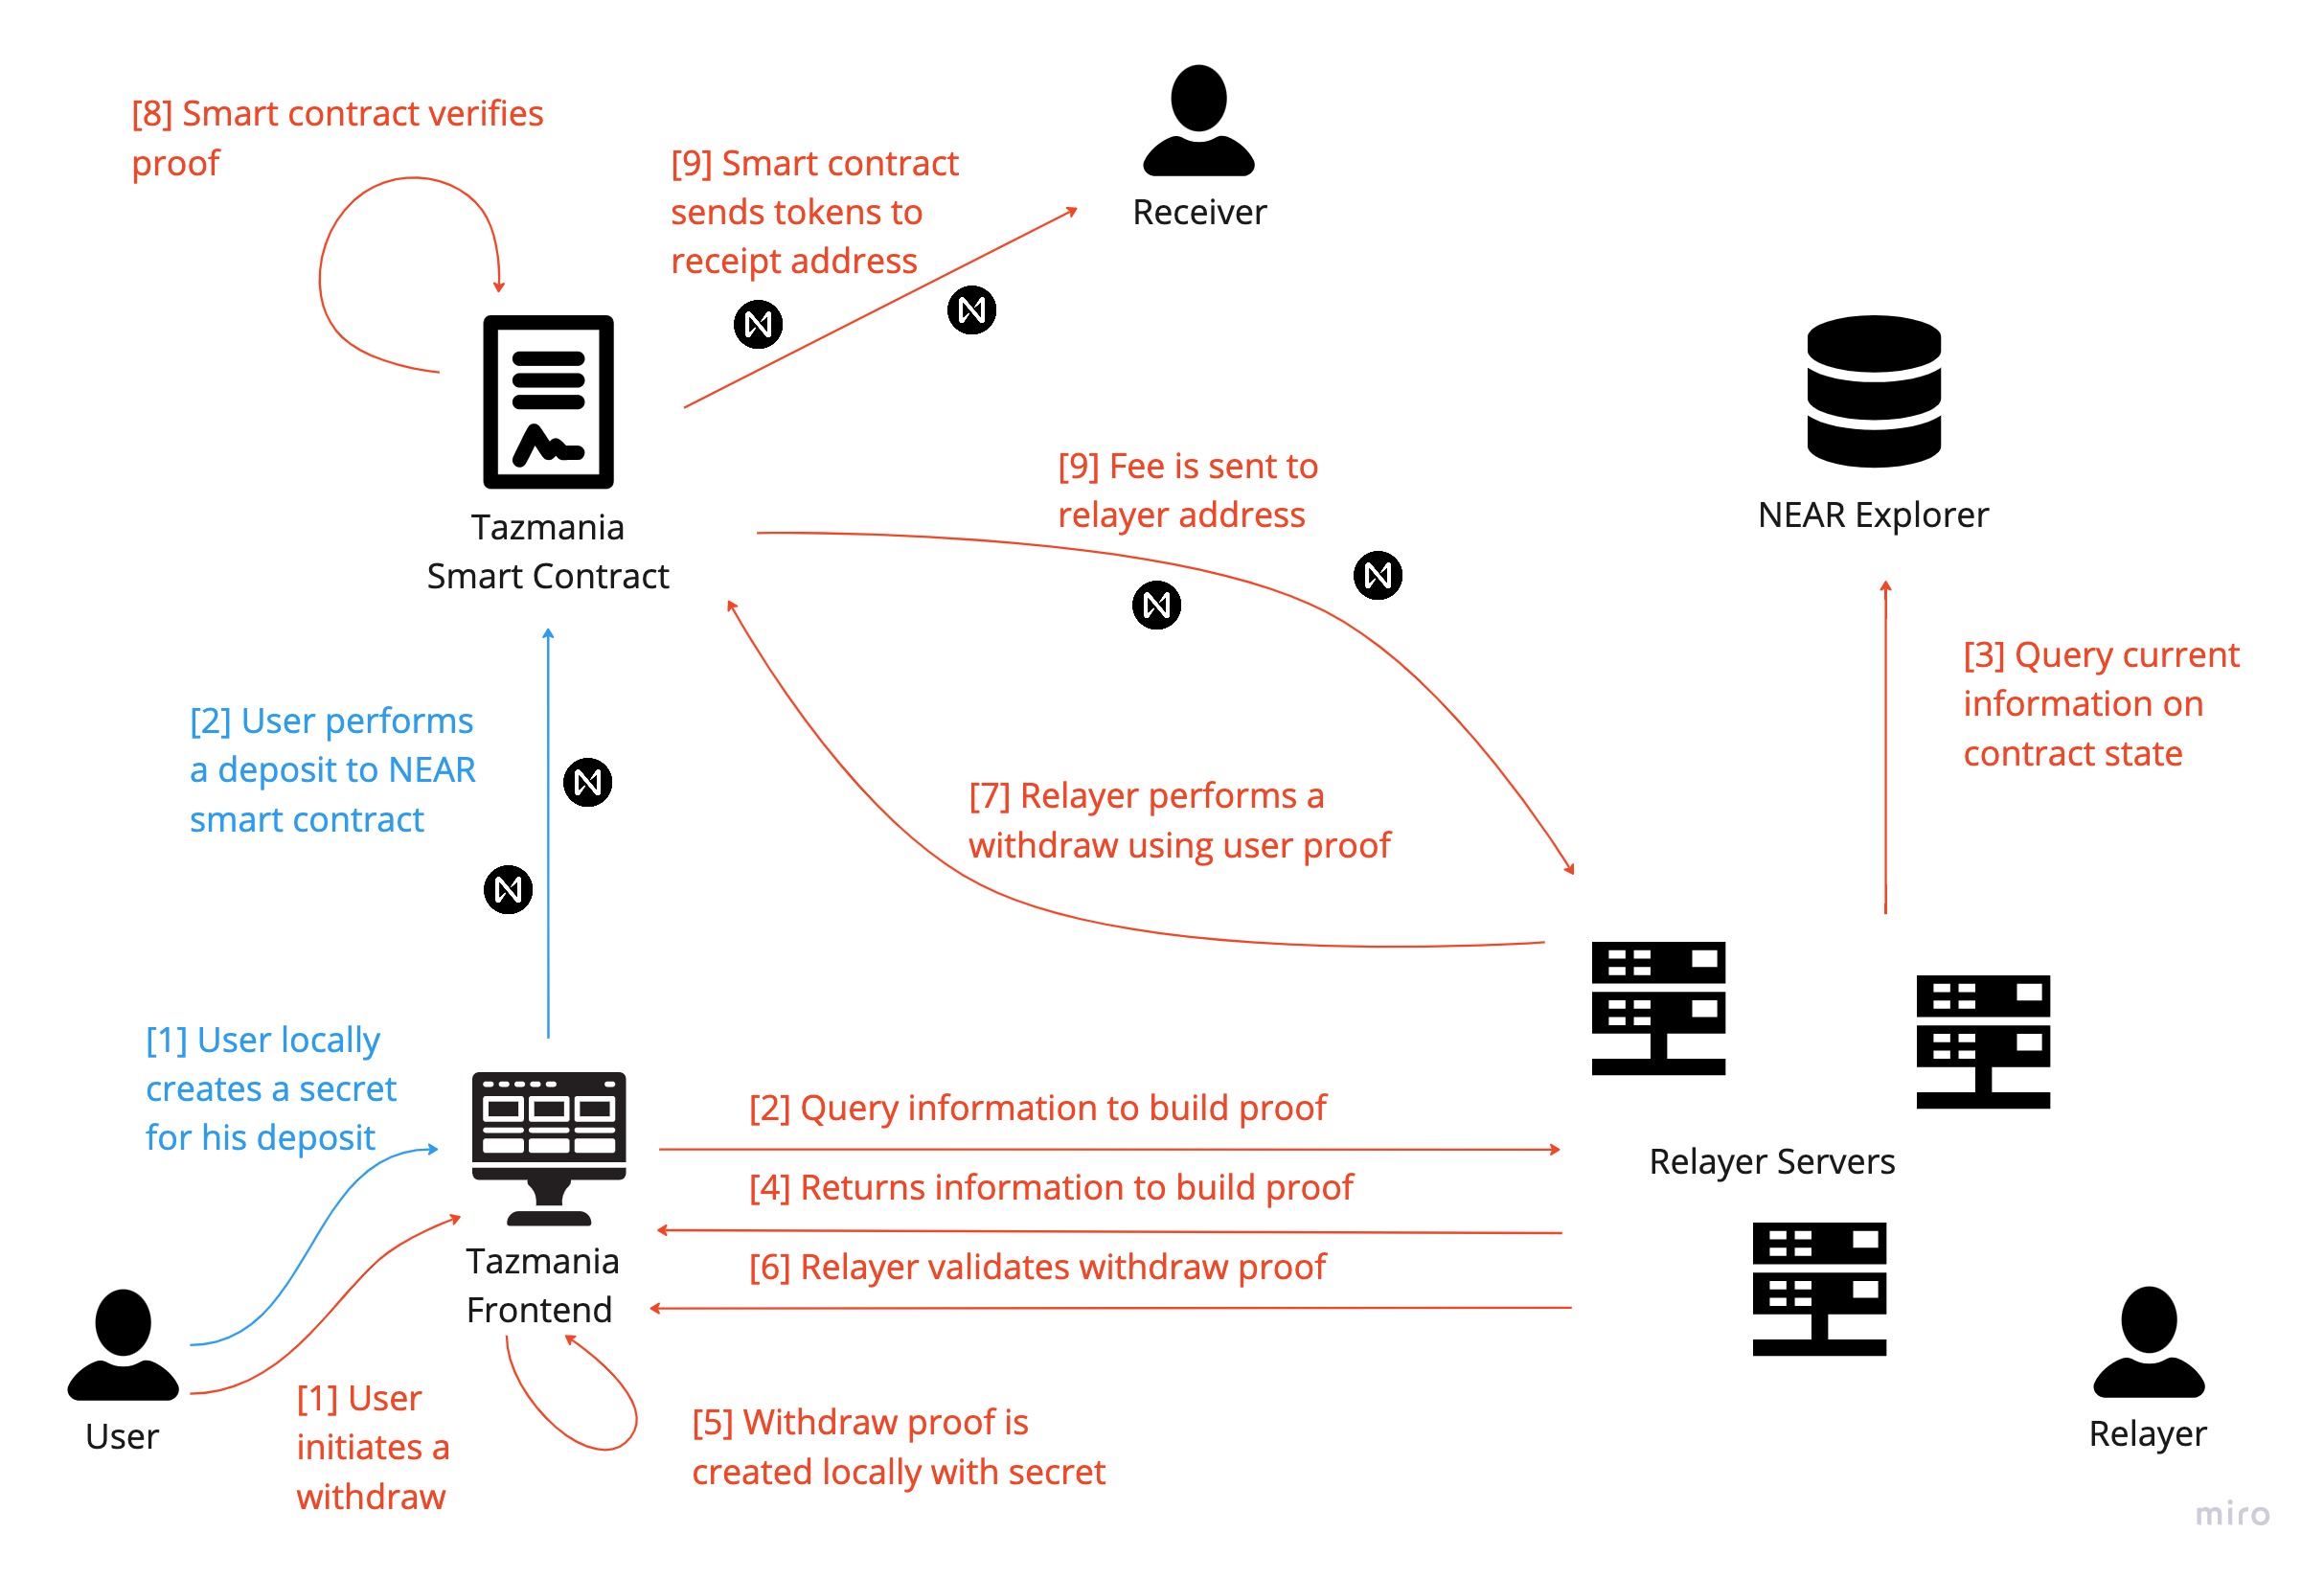 [8] Smart contract verifies
proof
[9] Smart contract
sends tokens to
receipt address
Receiver
Tazmania
Smart Contract
[9] Fee is sent to
relayer address
NEAR Explorer
[3] Query current
information on
contract state
[2] User performs
a deposit to NEAR
smart contract
[7] Relayer performs a
withdraw using user proof
[1] User locally
creates a secret
for his deposit
[2] Query information to build proof
[4] Returns information to build proof
[6] Relayer validates withdraw proof
Relayer Servers
Tazmania
Frontend
User
[1] User
initiates a
withdraw
[5] Withdraw proof is
created locally with secret
Relayer
miro